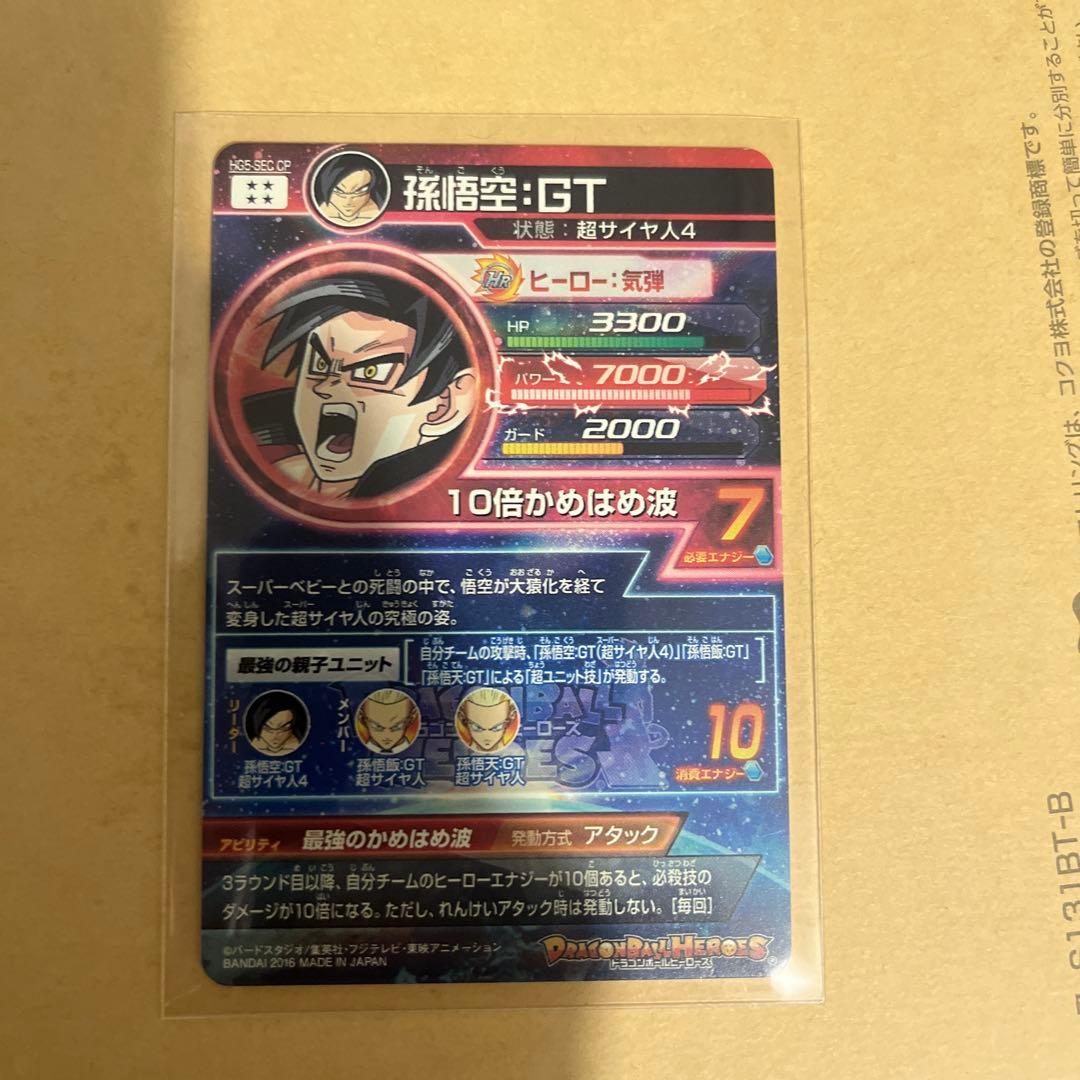 HG5-SEC CP
孫悟空:GT
そんごくう
状態:超サイヤ人4
HR ヒーロー:気弾
HP 3300
パワー 7000
ガード 2000
10倍かめはめ波
7
必要エナジー
スーパーベビーとの死闘の中で、悟空が大猿化を経て
変身した超サイヤ人の究極の姿。
最強の親子ユニット
自分チームの攻撃時、「孫悟空:GT(超サイヤ人4)」「孫悟飯:GT」
「孫悟天:GT」による「超ユニット技」が発動する。
リーダー
孫悟空:GT
超サイヤ人4
メンバー
孫悟飯:GT
超サイヤ人
孫悟天:GT
超サイヤ人
10
消費エナジー
アビリティ 最強のかめはめ波 発動方式 アタック
3ラウンド目以降、自分チームのヒーローエナジーが10個あると、必殺技の
ダメージが10倍になる。ただし、れんけいアタック時は発動しない。[毎回]
©バードスタジオ/集英社・フジテレビ・東映アニメーション
BANDAI 2016 MADE IN JAPAN
DRAGONBALL HEROES
ドラゴンボールヒーローズ
コクヨ株式会社の登録商標です。
S131BT-B